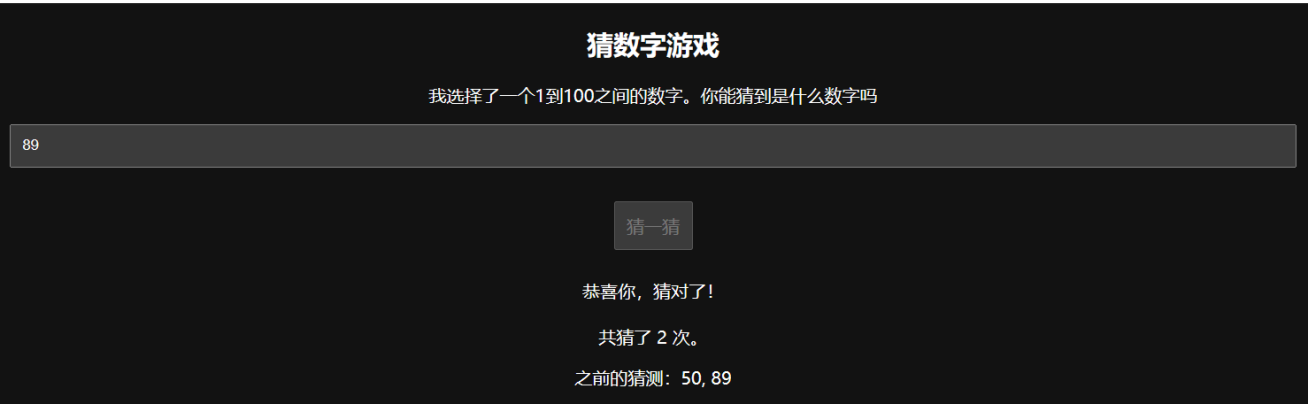 猜数字游戏
我选择了一个1到100之间的数字。你能猜到是什么数字吗
89
猜一猜
恭喜你，猜对了！
共猜了 2 次。
之前的猜测：50, 89